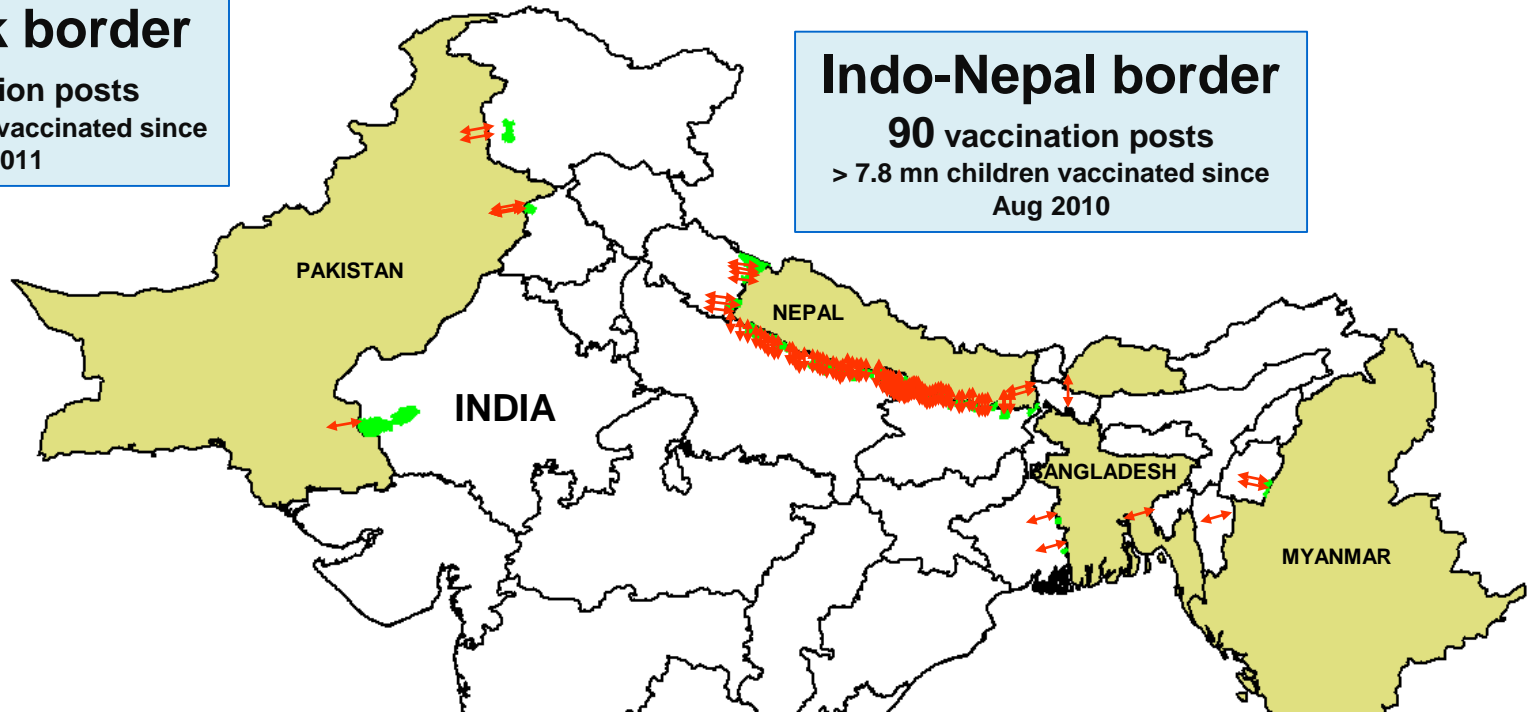 border
ion posts
vaccinated since
011
Indo-Nepal border
90 vaccination posts
> 7.8 mn children vaccinated since
Aug 2010
PAKISTAN
NEPAL
INDIA
BANGLADESH
MYANMAR